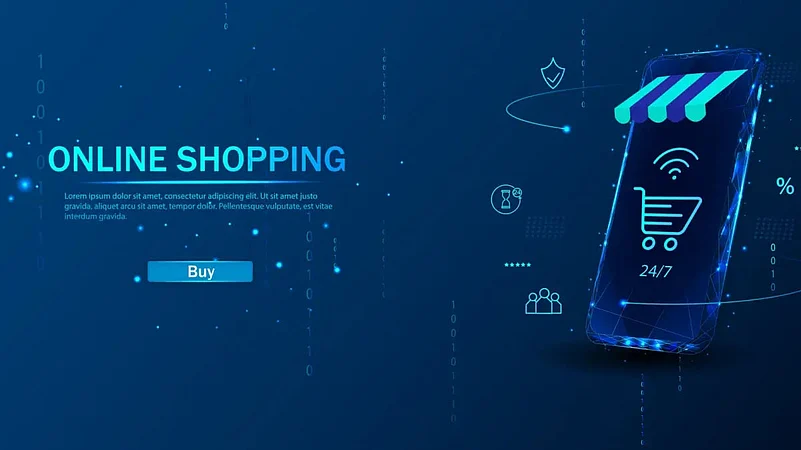 ONLINE SHOPPING
Lorem ipsum dolor sit amet, consectetur adipiscing elit. Ut sit amet justo
gravida, aliquet arcu sit amet, tempor dolor. Pellentesque vulputate, est vitae
interdum gravida.
Buy
24/7
%